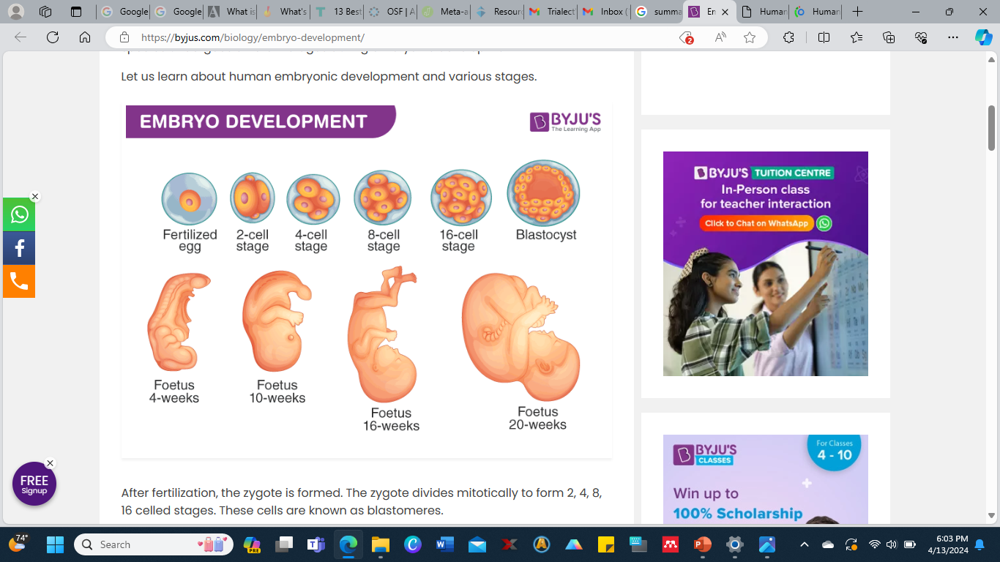 Google
Google
What is
What's
13 Best
OSF | A
Meta-a
Resour
Trialect
Inbox (
summa
En
Human
Human
https://byjus.com/biology/embryo-development/
2
Let us learn about human embryonic development and various stages.
EMBRYO DEVELOPMENT
BYJU'S
The Learning App
Fertilized
egg
2-cell
stage
4-cell
stage
8-cell
stage
16-cell
stage
Blastocyst
Foetus
4-weeks
Foetus
10-weeks
Foetus
16-weeks
Foetus
20-weeks
After fertilization, the zygote is formed. The zygote divides mitotically to form 2, 4, 8,
16 celled stages. These cells are known as blastomeres.
FREE
Signup
BYJU'S TUITION CENTRE
In-Person class
for teacher interaction
Click to Chat on WhatsApp
BYJU'S
CLASSES
For Classes
4 - 10
Win up to
100% Scholarship
74°
Search
PRE
6:03 PM
4/13/2024